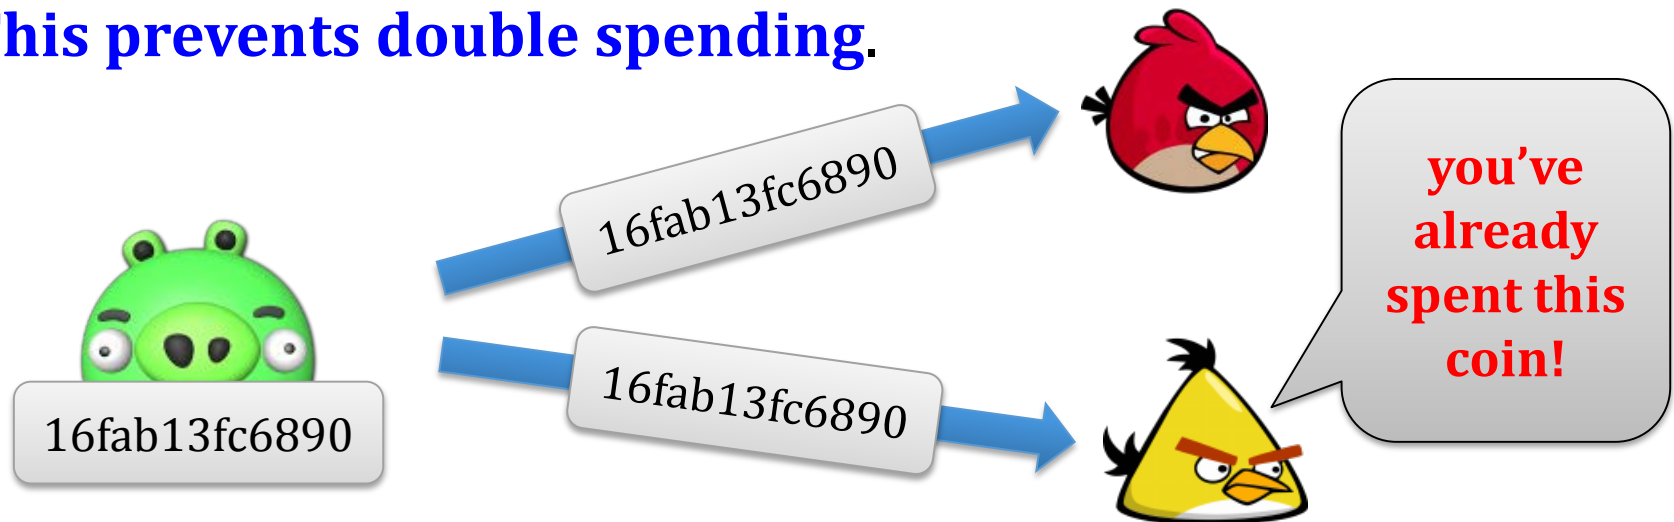 his prevents double spending.
16fab13fc6890
you've
already
spent this
coin!
16fab13fc6890
16fab13fc6890